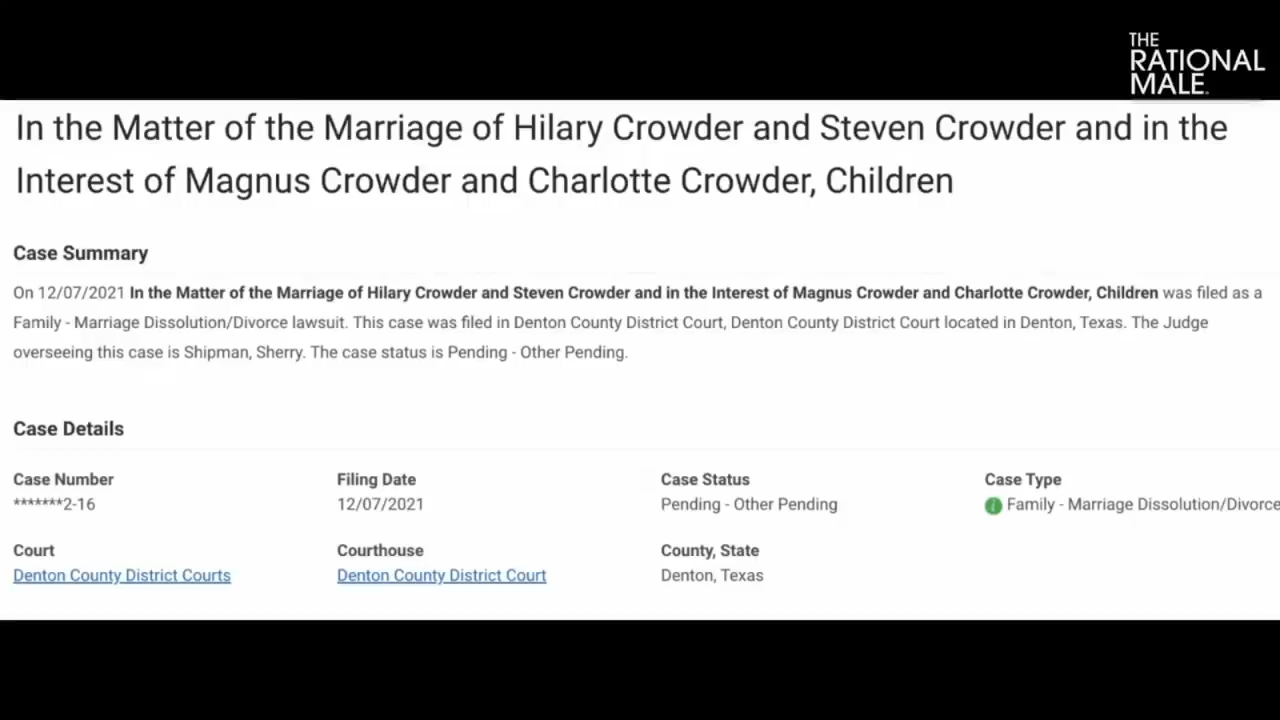 THE
RATIONAL
MALE.
In the Matter of the Marriage of Hilary Crowder and Steven Crowder and in the
Interest of Magnus Crowder and Charlotte Crowder, Children
Case Summary
On 12/07/2021 In the Matter of the Marriage of Hilary Crowder and Steven Crowder and in the Interest of Magnus Crowder and Charlotte Crowder, Children was filed as a
Family - Marriage Dissolution/Divorce lawsuit. This case was filed in Denton County District Court, Denton County District Court located in Denton, Texas. The Judge
overseeing this case is Shipman, Sherry. The case status is Pending - Other Pending.
Case Details
Case Number Filing Date Case Status Case Type
*******2-16 12/07/2021 Pending - Other Pending Family - Marriage Dissolution/Divorce
Court Courthouse County, State
Denton County District Courts Denton County District Court Denton, Texas